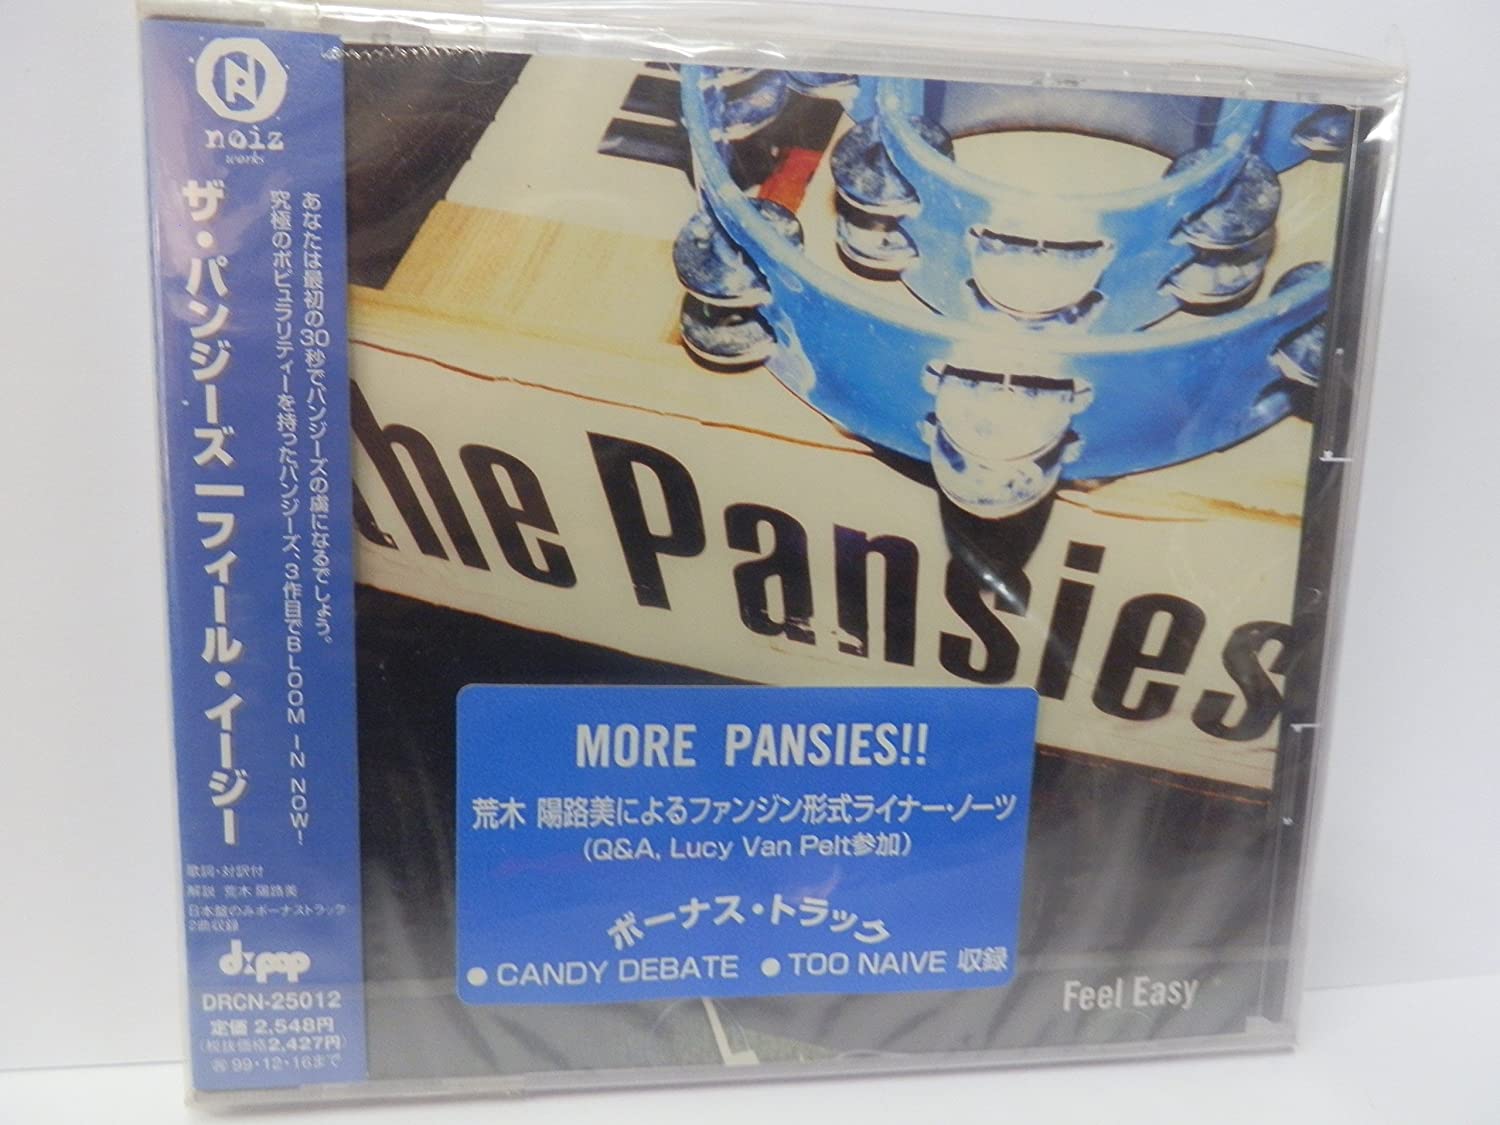 noiz
works
ザ・パンジーズ|フィール・イージー
あなたは最初の30秒でパンジーズの虜になるでしょう。
究極のポピュラリティーを持ったパンジーズ、3作目でBLOOM IN NOW!
歌詞・対訳付
解説 荒木 陽路美
日本盤のみボーナストラック
2曲収録
d:pop
DRCN-25012
定価 2,548円
(税抜価格2,427円)
99・12・16まで
the Pansies
MORE PANSIES!!
荒木 陽路美によるファンジン形式ライナー・ノーツ
(Q&A, Lucy Van Pelt参加)
ボーナス・トラック
● CANDY DEBATE ● TOO NAIVE 収録
Feel Easy